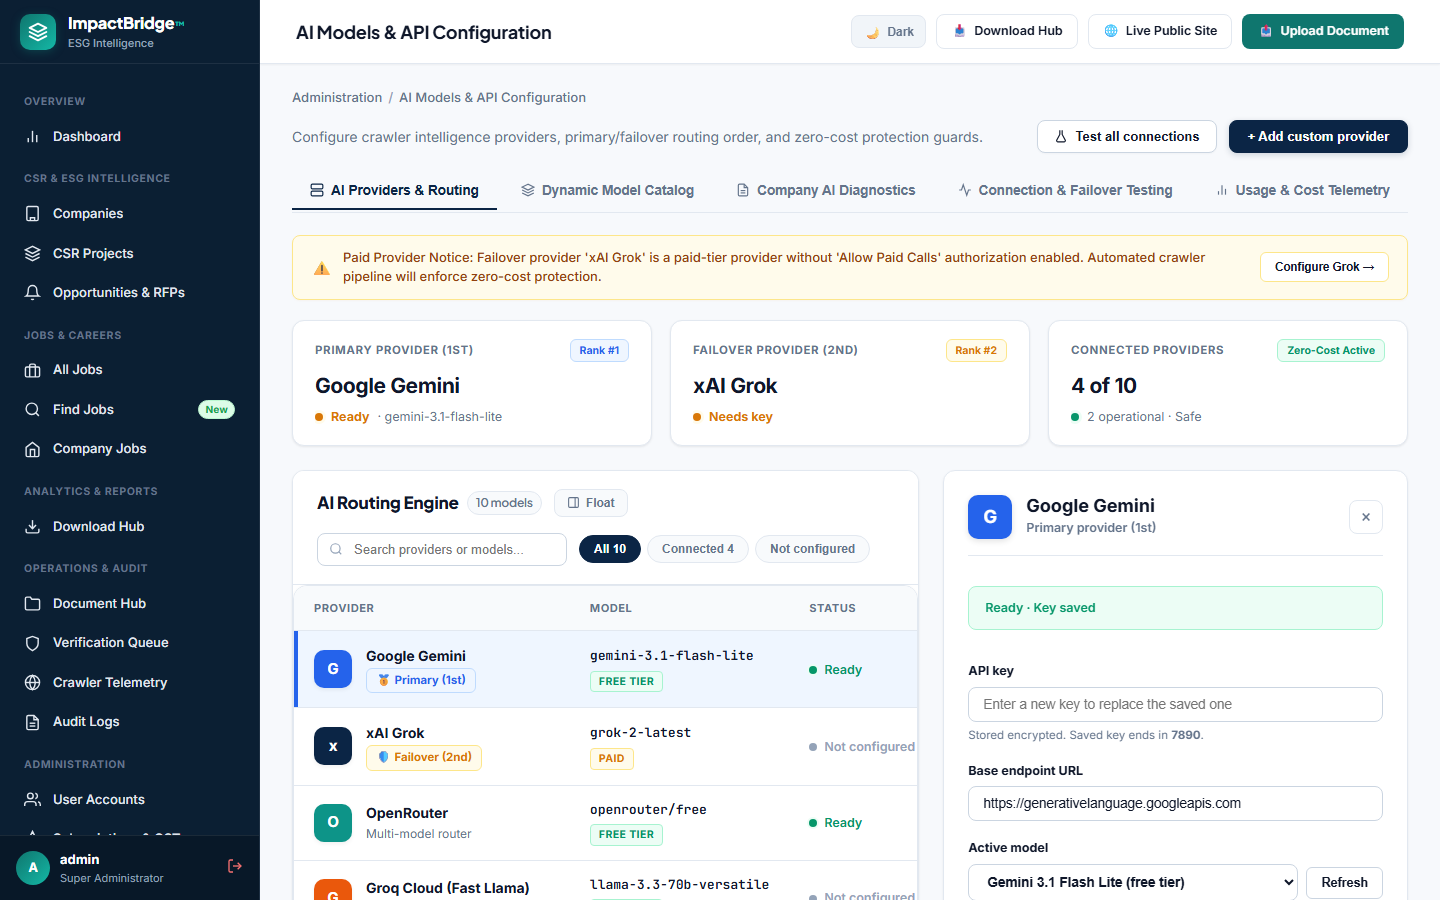 ImpactBridge™
ESG Intelligence
OVERVIEW
Dashboard
CSR & ESG INTELLIGENCE
Companies
CSR Projects
Opportunities & RFPs
JOBS & CAREERS
All Jobs
Find Jobs
New
Company Jobs
ANALYTICS & REPORTS
Download Hub
OPERATIONS & AUDIT
Document Hub
Verification Queue
Crawler Telemetry
Audit Logs
ADMINISTRATION
User Accounts
A
admin
Super Administrator
AI Models & API Configuration
Dark
Download Hub
Live Public Site
Upload Document
Administration / AI Models & API Configuration
Configure crawler intelligence providers, primary/failover routing order, and zero-cost protection guards.
Test all connections
+ Add custom provider
AI Providers & Routing
Dynamic Model Catalog
Company AI Diagnostics
Connection & Failover Testing
Usage & Cost Telemetry
Paid Provider Notice: Failover provider 'xAI Grok' is a paid-tier provider without 'Allow Paid Calls' authorization enabled. Automated crawler
pipeline will enforce zero-cost protection.
Configure Grok →
PRIMARY PROVIDER (1ST)
Rank #1
Google Gemini
Ready · gemini-3.1-flash-lite
FAILOVER PROVIDER (2ND)
Rank #2
xAI Grok
Needs key
CONNECTED PROVIDERS
Zero-Cost Active
4 of 10
2 operational · Safe
AI Routing Engine
10 models
Float
Search providers or models...
All 10
Connected 4
Not configured
PROVIDER
MODEL
STATUS
G
Google Gemini
Primary (1st)
gemini-3.1-flash-lite
FREE TIER
Ready
x
xAI Grok
Failover (2nd)
grok-2-latest
PAID
Not configured
O
OpenRouter
Multi-model router
openrouter/free
FREE TIER
Ready
G
Groq Cloud (Fast Llama)
llama-3.3-70b-versatile
Not configured
G
Google Gemini
Primary provider (1st)
×
Ready · Key saved
API key
Enter a new key to replace the saved one
Stored encrypted. Saved key ends in 7890.
Base endpoint URL
https://generativelanguage.googleapis.com
Active model
Gemini 3.1 Flash Lite (free tier)
Refresh